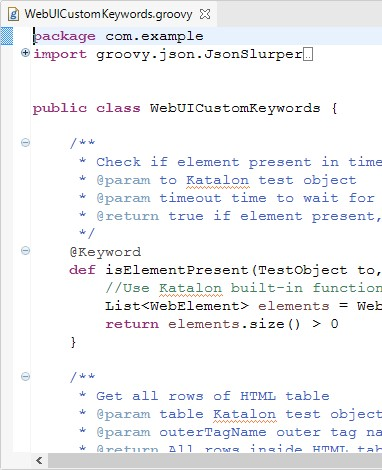 WebUICustomKeywords.groovy
package com.example
import groovy.json.JsonSlurper
public class WebUICustomKeywords {
/**
* Check if element present in time
* @param to Katalon test object
* @param timeout time to wait for
* @return true if element present,
*/
@Keyword
def isElementPresent(TestObject to,
//Use Katalon built-in function
List<WebElement> elements = Web
return elements.size() > 0
}
/**
* Get all rows of HTML table
* @param table Katalon test object
* @param outerTagName outer tag na
* @return All rows inside HTML tab